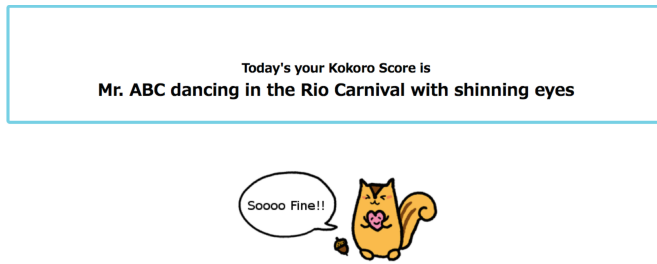 Today's your Kokoro Score is
Mr. ABC dancing in the Rio Carnival with shinning eyes
Soooo Fine!!